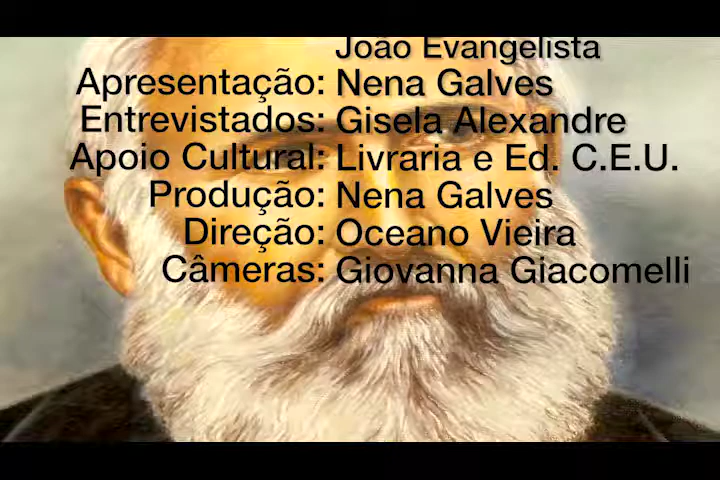 João Evangelista
Apresentação: Nena Galves
Entrevistados: Gisela Alexandre
Apoio Cultural: Livraria e Ed. C.E.U.
Produção: Nena Galves
Direção: Oceano Vieira
Câmeras: Giovanna Giacomelli